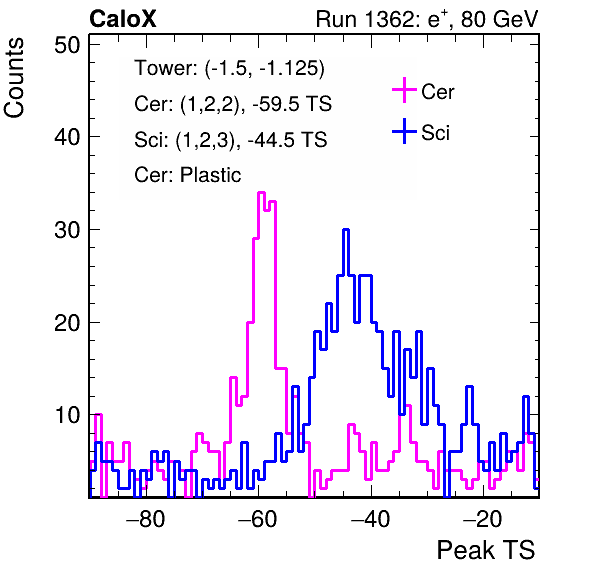 CaloX Run 1362: e⁺, 80 GeV
Counts
50
40
30
20
10
Tower: (-1.5, -1.125)
Cer: (1,2,2), -59.5 TS
Sci: (1,2,3), -44.5 TS
Cer: Plastic
Cer
Sci
−80 −60 −40 −20
Peak TS